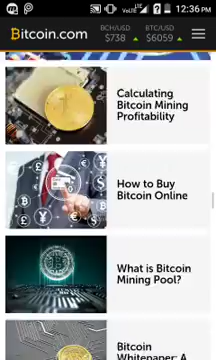 12:36 PM
Bitcoin.com
BCH/USD
$738
BTC/USD
$6059
Calculating
Bitcoin Mining
Profitability
How to Buy
Bitcoin Online
What is Bitcoin
Mining Pool?
Bitcoin
Whitepaper: A